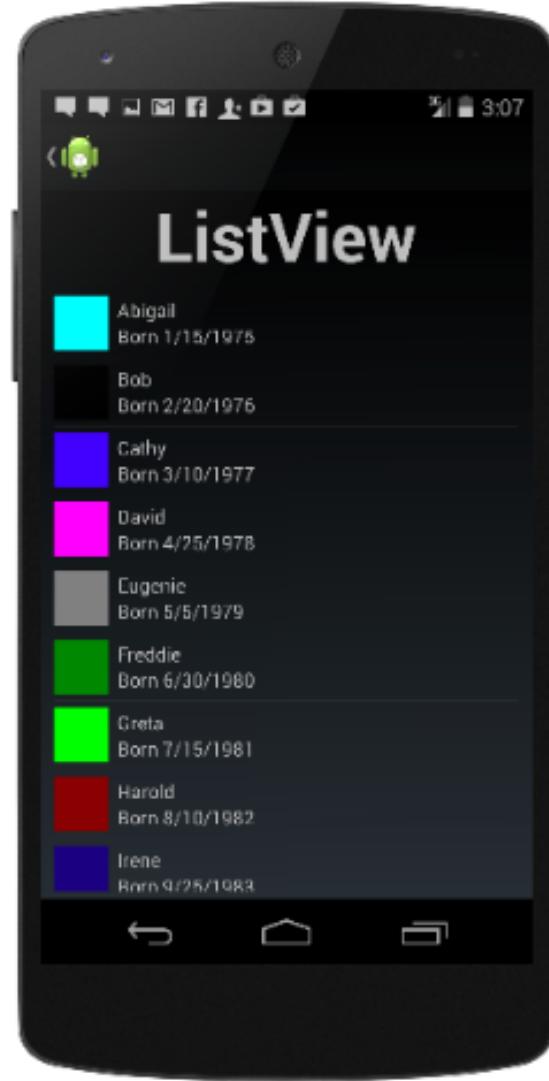 3:07
ListView
Abigail
Born 1/15/1975
Bob
Born 2/20/1976
Cathy
Born 3/10/1977
David
Born 4/25/1978
Eugenie
Born 5/5/1979
Freddie
Born 6/30/1980
Greta
Born 7/15/1981
Harold
Born 8/10/1982
Irene
Born 9/25/1983